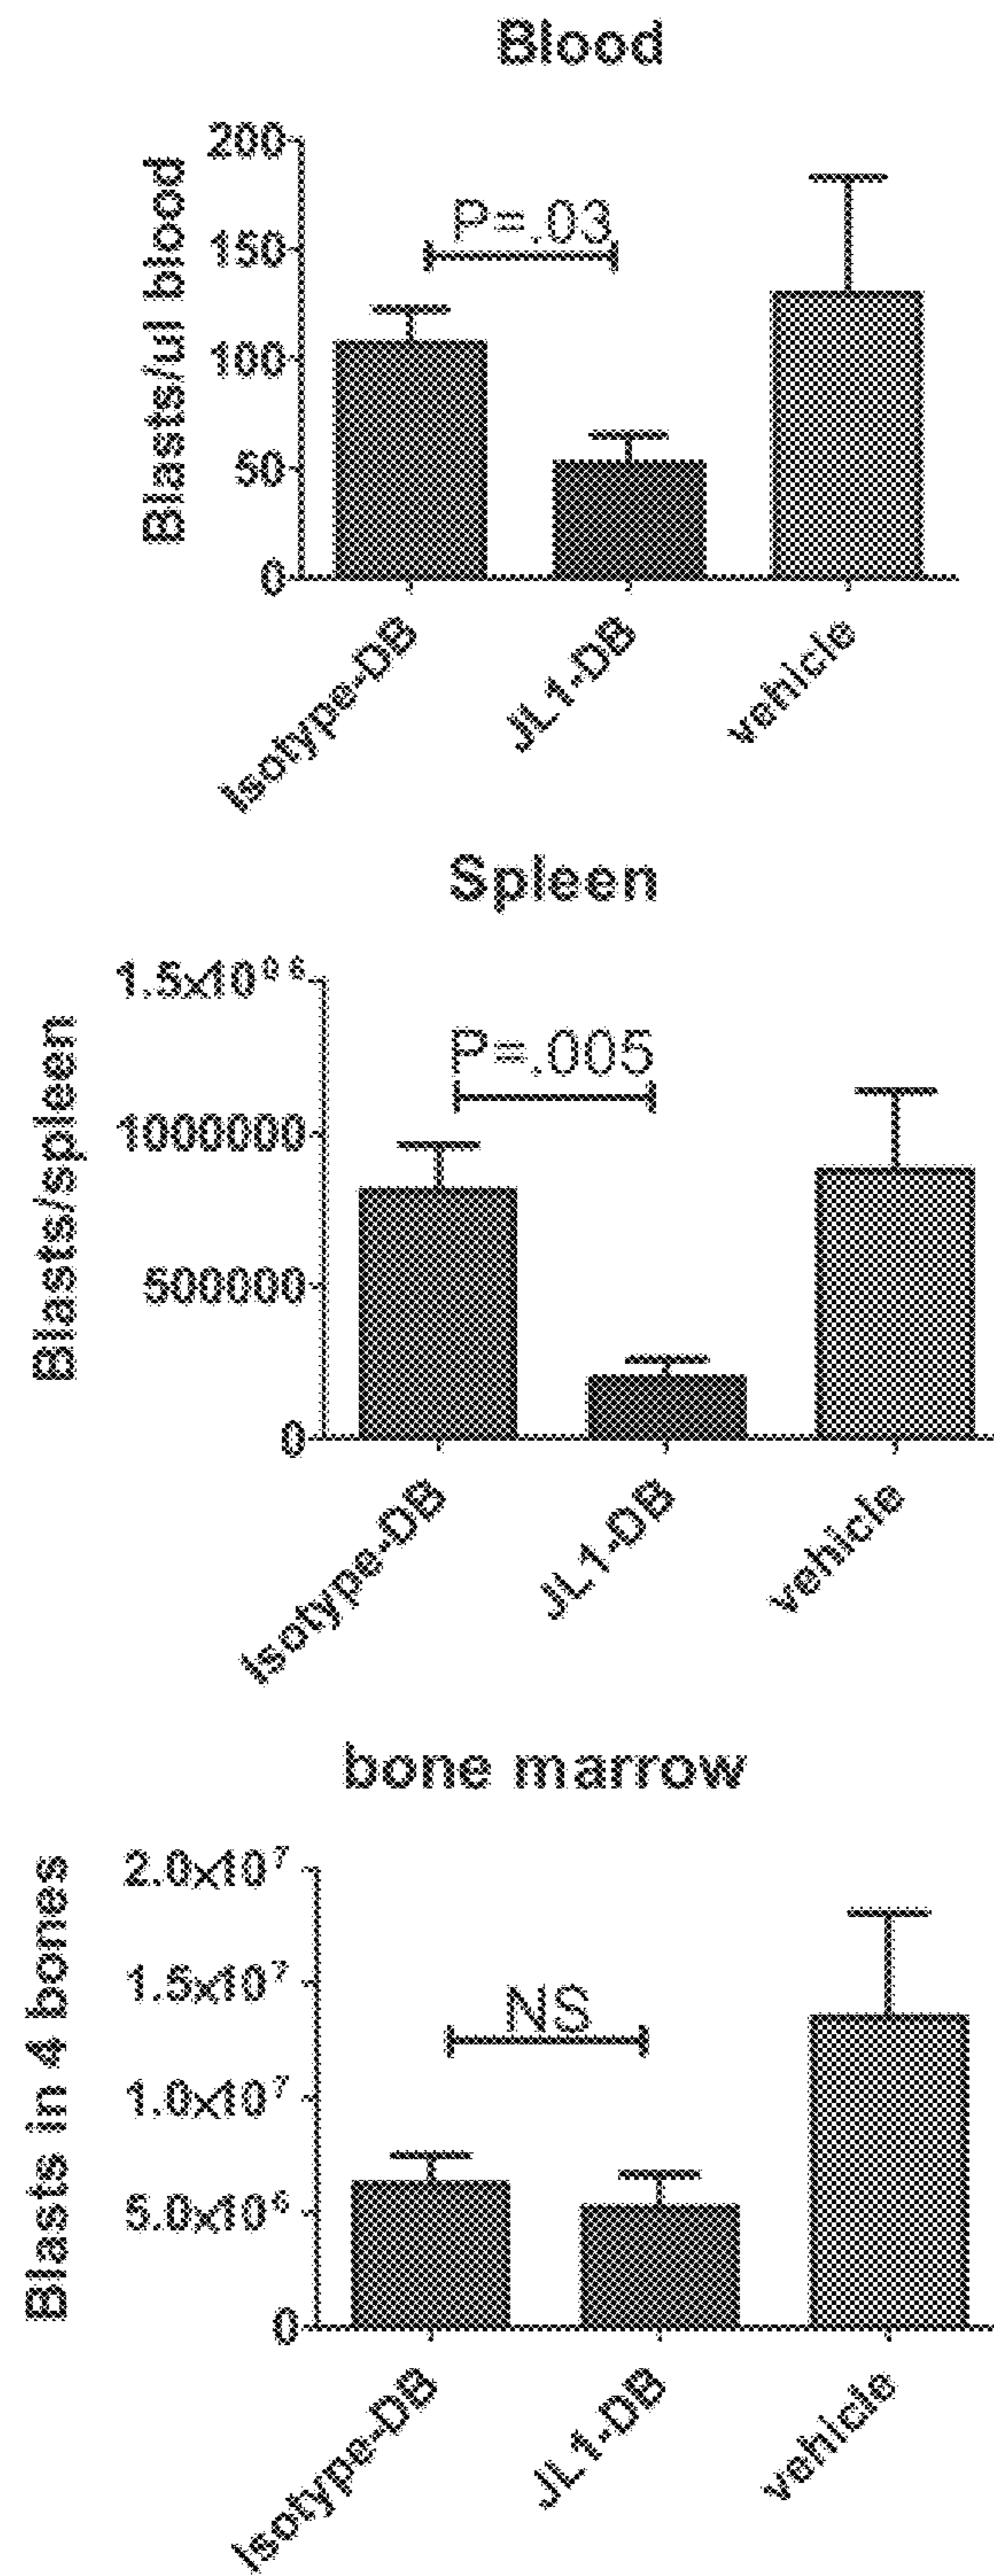 Blood
Blasts/ul blood
200
150
100
50
0
P=.03
Isotype-DB
JL1-DB
vehicle
Spleen
Blasts/spleen
1.5x10⁰⁶
1000000
500000
0
P=.005
Isotype-DB
JL1-DB
vehicle
bone marrow
Blasts in 4 bones
2.0x10⁷
1.5x10⁷
1.0x10⁷
5.0x10⁶
0
NS
Isotype-DB
JL1-DB
vehicle